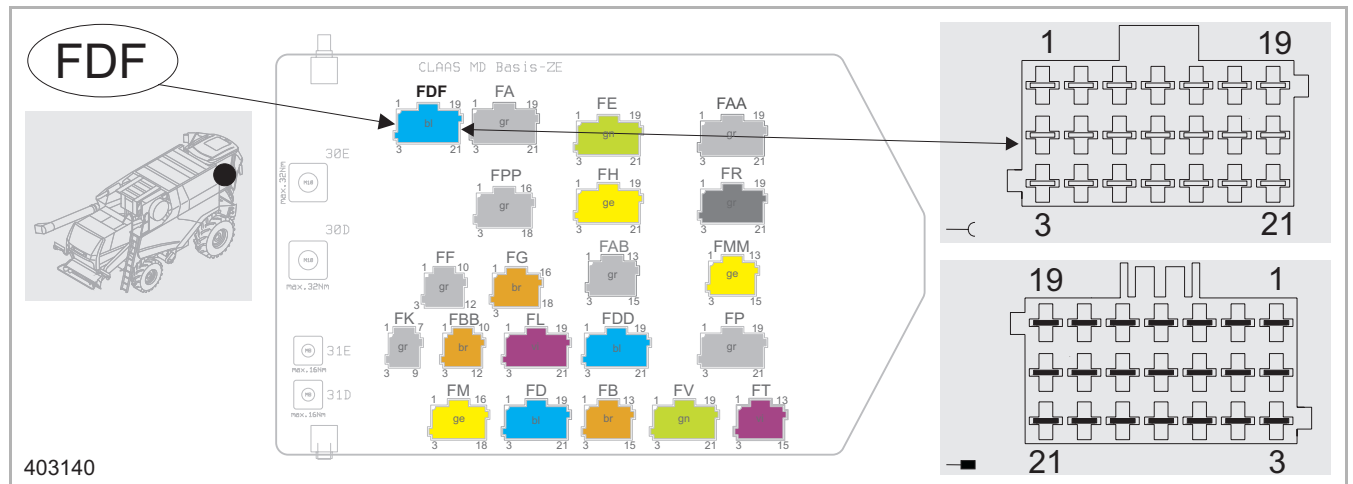 FDF
CLAAS MD Basis-ZE
FDF FA FE FAA
1 19 1 19 1 19 1 19
bl gr gn gr
3 21 3 21 3 21 3 21
30E
max.32NM
M10
FPP FH FR
1 16 1 19 1 19
gr ge gr
3 18 3 21 3 21
30D
M10
max.32NM
FF FG FAB FMM
1 10 1 16 1 13 1 13
gr br gr ge
3 12 3 18 3 15 3 15
FK FBB FL FDD FP
1 7 1 10 1 19 1 19 1 19
gr br bl gr
3 9 3 12 3 21 3 21 3 21
31E
M8
max.16NM
31D
M8
max.16NM
FM FD FB FV FT
1 16 1 19 1 13 1 19 1 13
ge bl br gn
3 18 3 21 3 15 3 21 3 15
1 19
3 21
19 1
21 3
403140